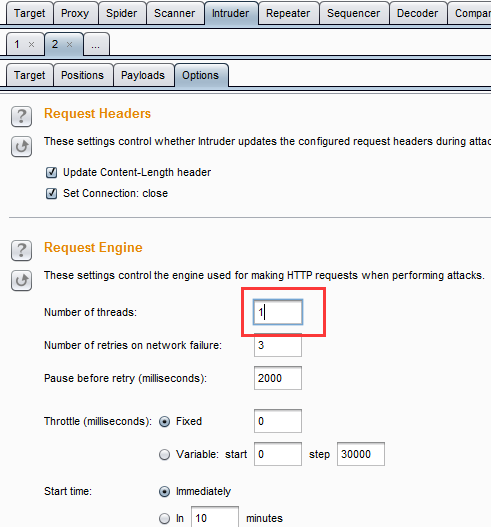 Target Proxy Spider Scanner Intruder Repeater Sequencer Decoder Compar
1 × 2 × ...
Target Positions Payloads Options
? Request Headers
These settings control whether Intruder updates the configured request headers during attac
Update Content-Length header
Set Connection: close
? Request Engine
These settings control the engine used for making HTTP requests when performing attacks.
Number of threads: 1
Number of retries on network failure: 3
Pause before retry (milliseconds): 2000
Throttle (milliseconds): Fixed 0
Variable: start 0 step 30000
Start time: Immediately
In 10 minutes